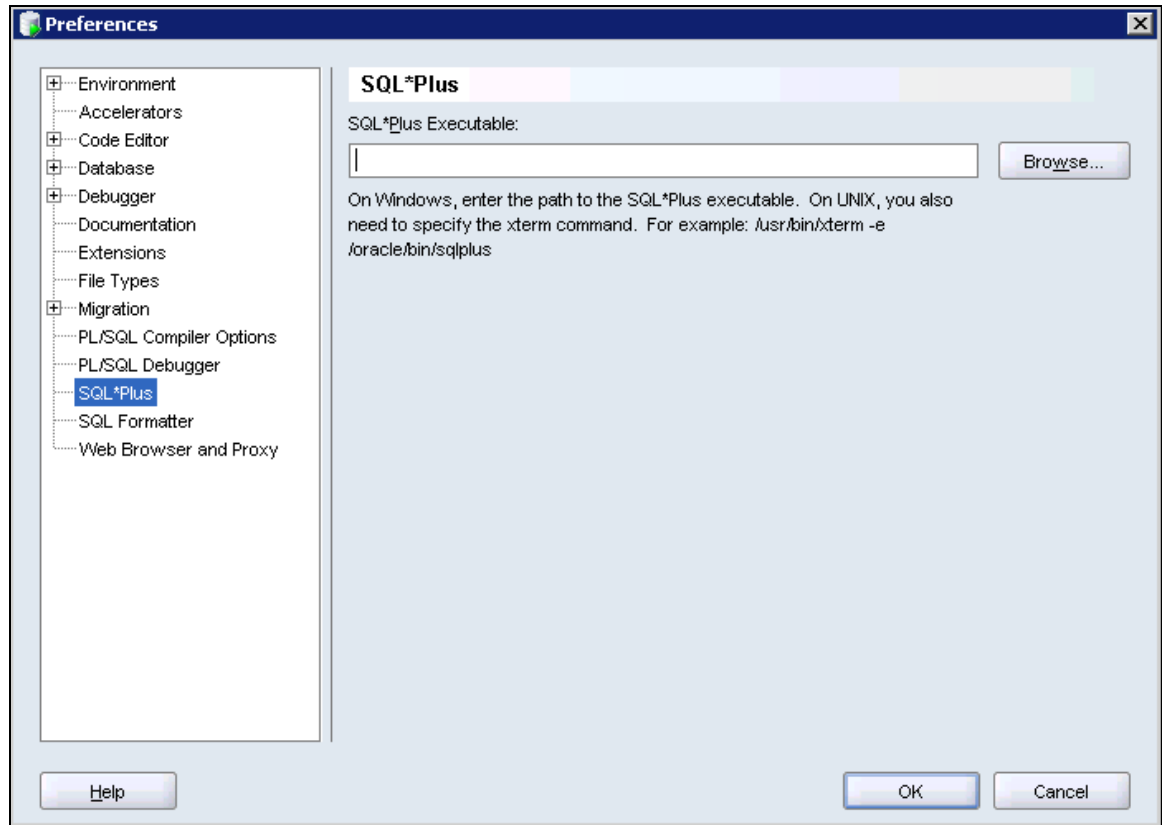 Preferences
Environment
Accelerators
Code Editor
Database
Debugger
Documentation
Extensions
File Types
Migration
PL/SQL Compiler Options
PL/SQL Debugger
SQL*Plus
SQL Formatter
Web Browser and Proxy
SQL*Plus
SQL*Plus Executable:
Browse...
On Windows, enter the path to the SQL*Plus executable. On UNIX, you also
need to specify the xterm command. For example: /usr/bin/xterm -e
/oracle/bin/sqlplus
Help
OK
Cancel